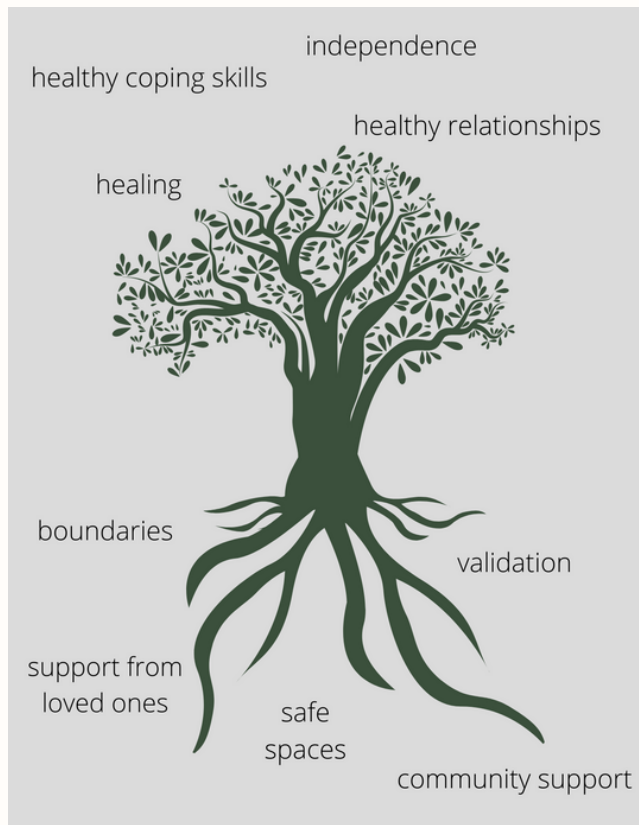 independence
healthy coping skills
healthy relationships
healing
boundaries
validation
support from
loved ones
safe
spaces
community support